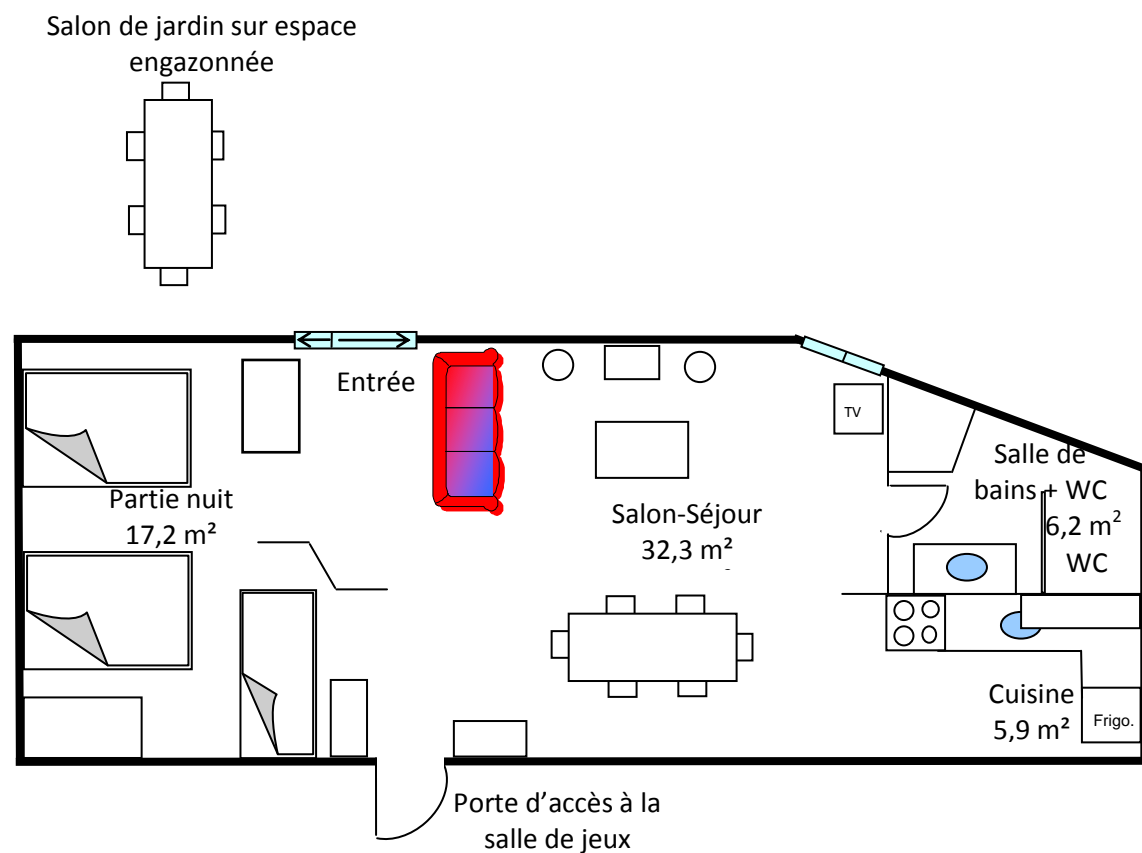 Salon de jardin sur espace
engazonnée
Entrée
TV
Partie nuit
17,2 m²
Salon-Séjour
32,3 m²
Salle de
bains + WC
6,2 m²
WC
Cuisine
5,9 m²
Frigo.
Porte d’accès à la
salle de jeux